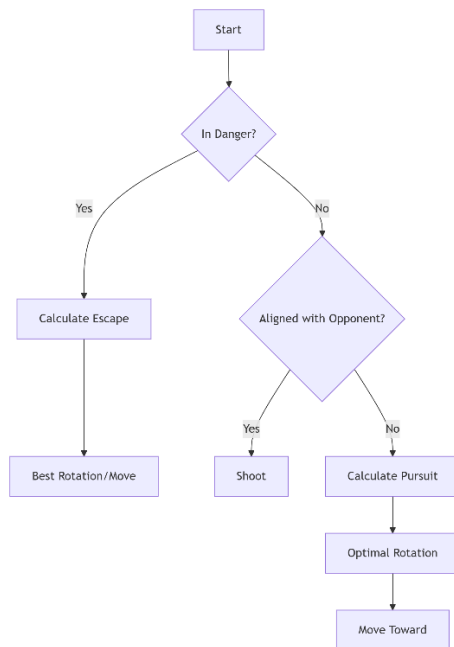 Start
In Danger?
Yes
No
Calculate Escape
Aligned with Opponent?
Yes
No
Best Rotation/Move
Shoot
Calculate Pursuit
Optimal Rotation
Move Toward